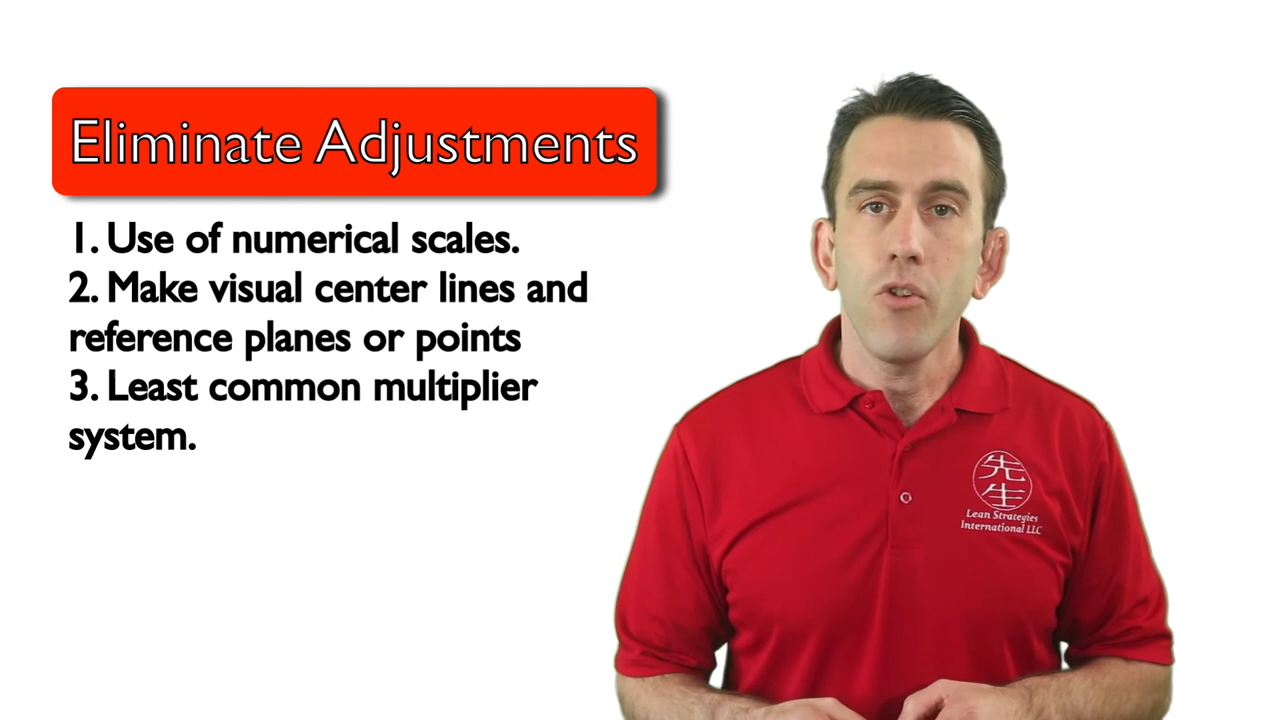 Eliminate Adjustments
1. Use of numerical scales.
2. Make visual center lines and
reference planes or points
3. Least common multiplier
system.
先
生
Lean Strategies
International LLC